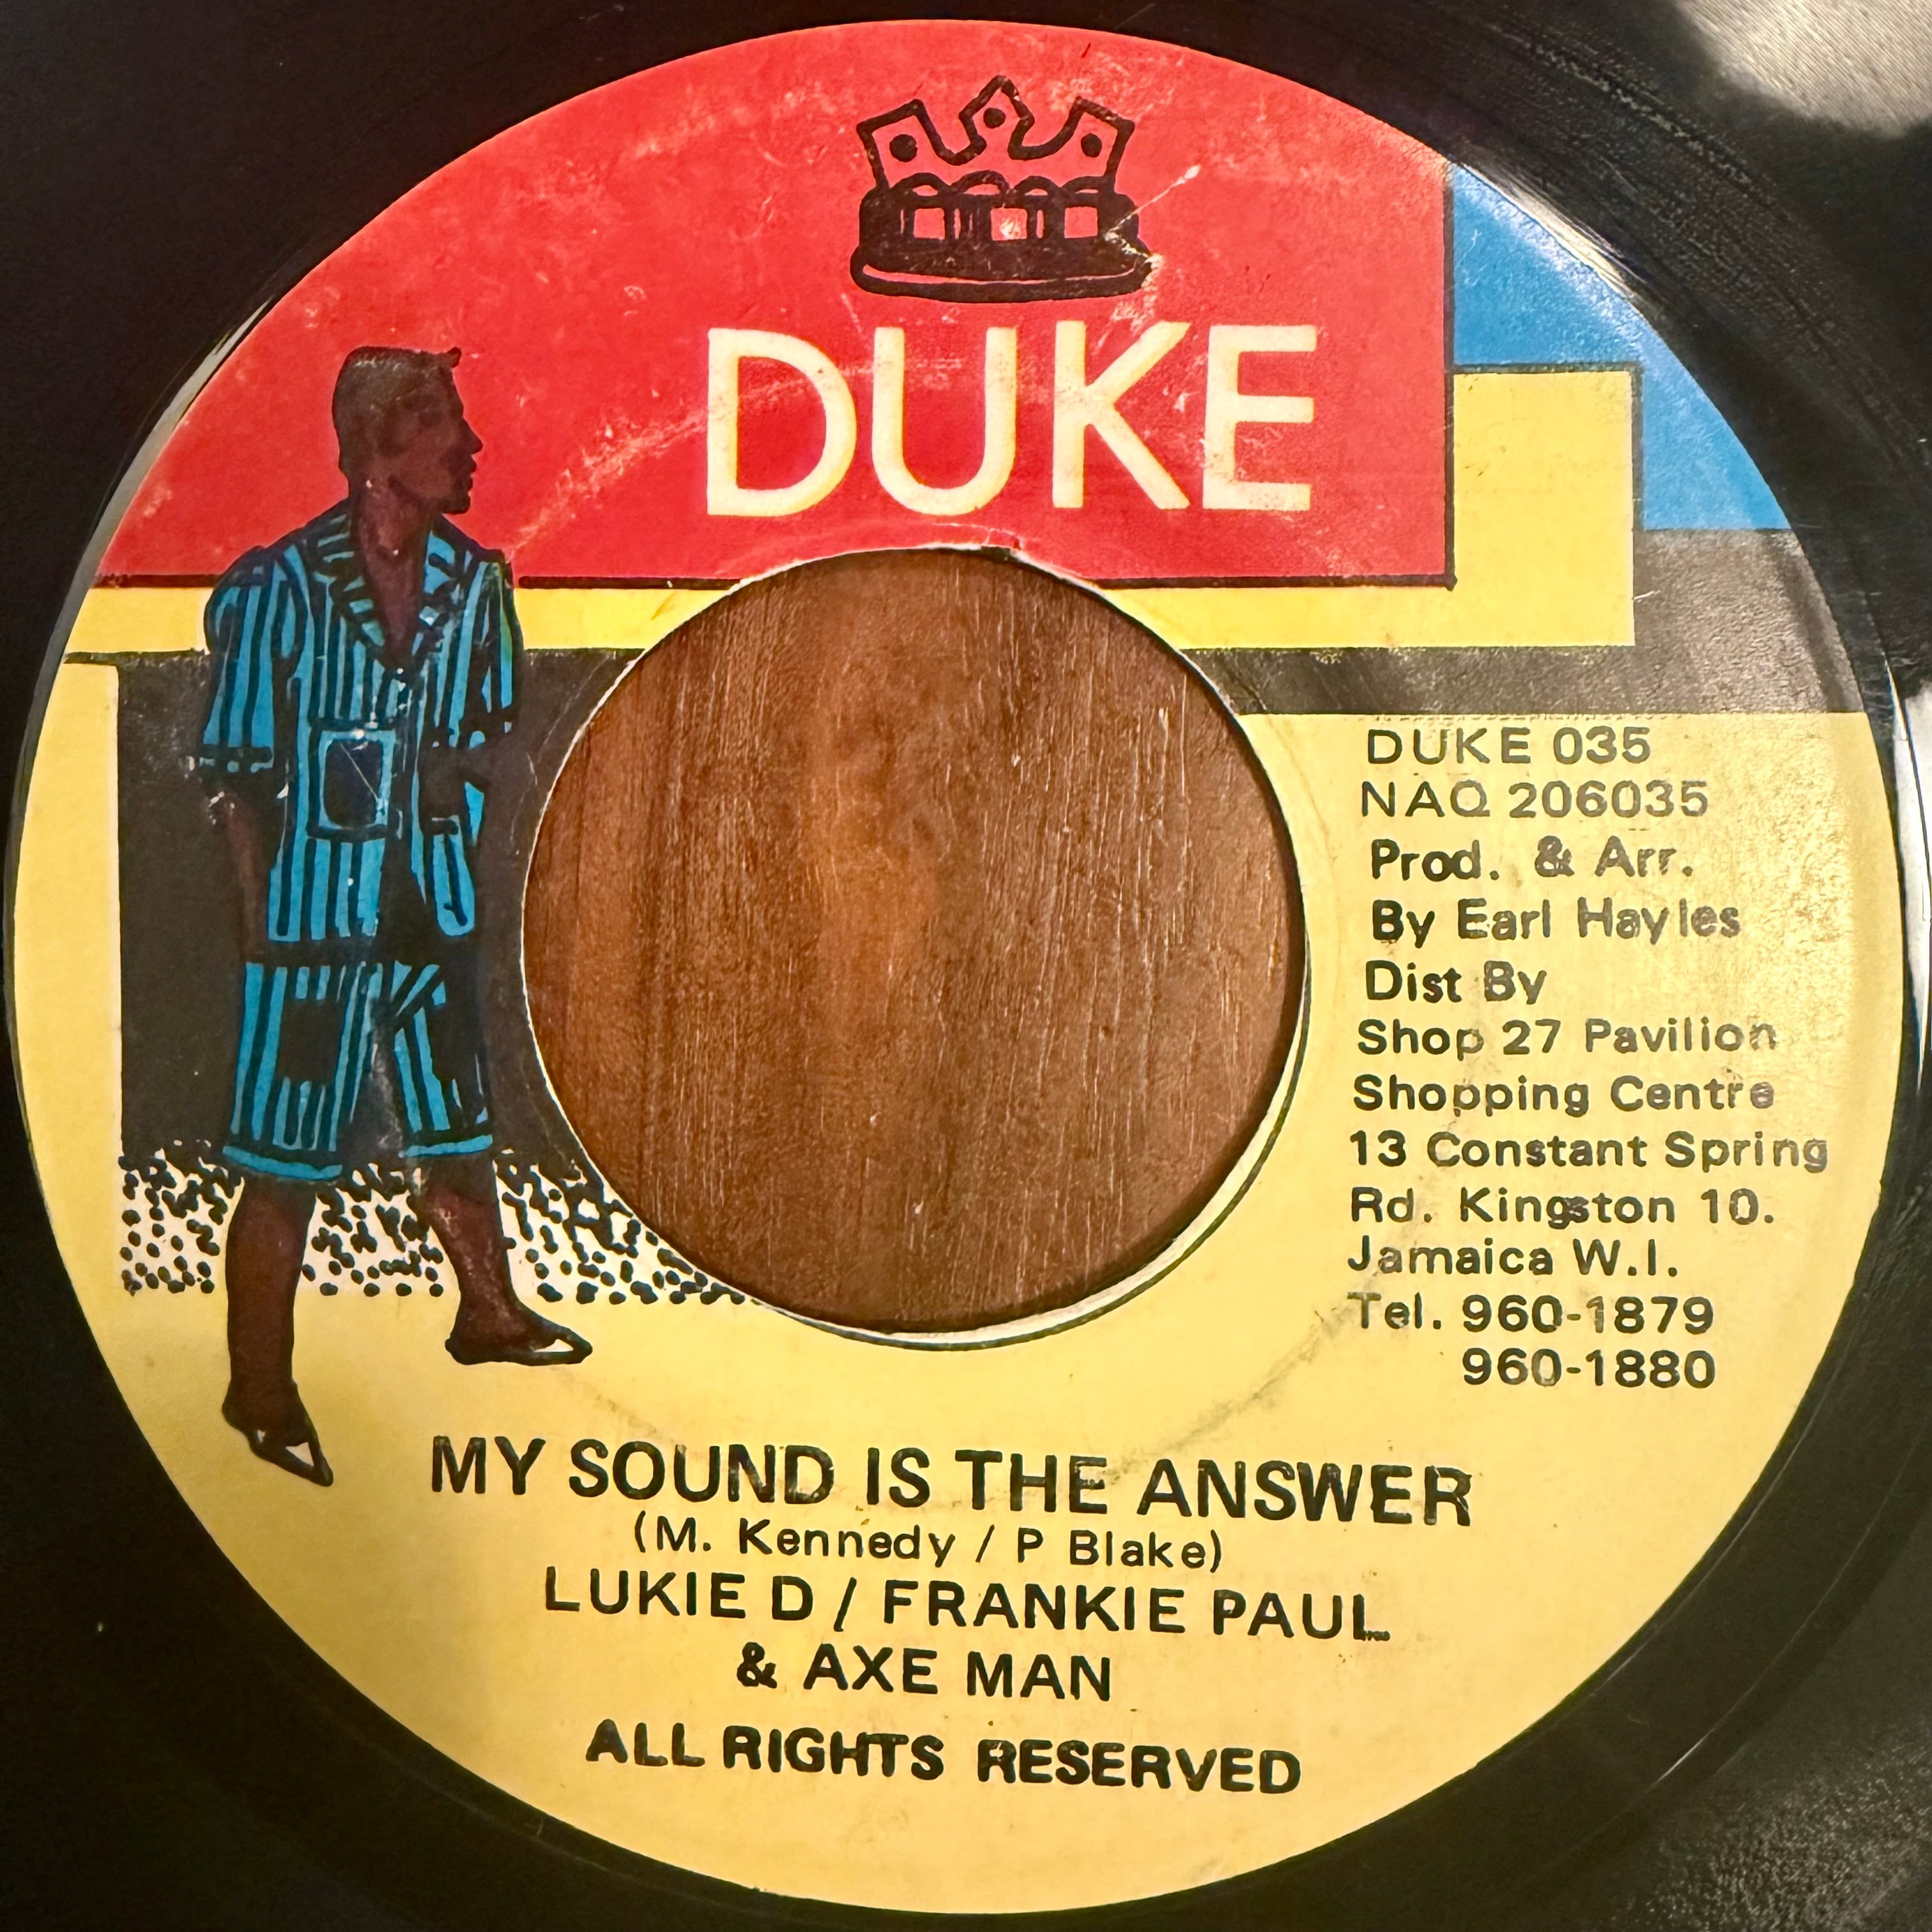 DUKE
DUKE 035
NAQ 206035
Prod. & Arr.
By Earl Hayles
Dist By
Shop 27 Pavilion
Shopping Centre
13 Constant Spring
Rd. Kingston 10.
Jamaica W.I.
Tel. 960-1879
960-1880
MY SOUND IS THE ANSWER
(M. Kennedy / P Blake)
LUKIE D / FRANKIE PAUL
& AXE MAN
ALL RIGHTS RESERVED